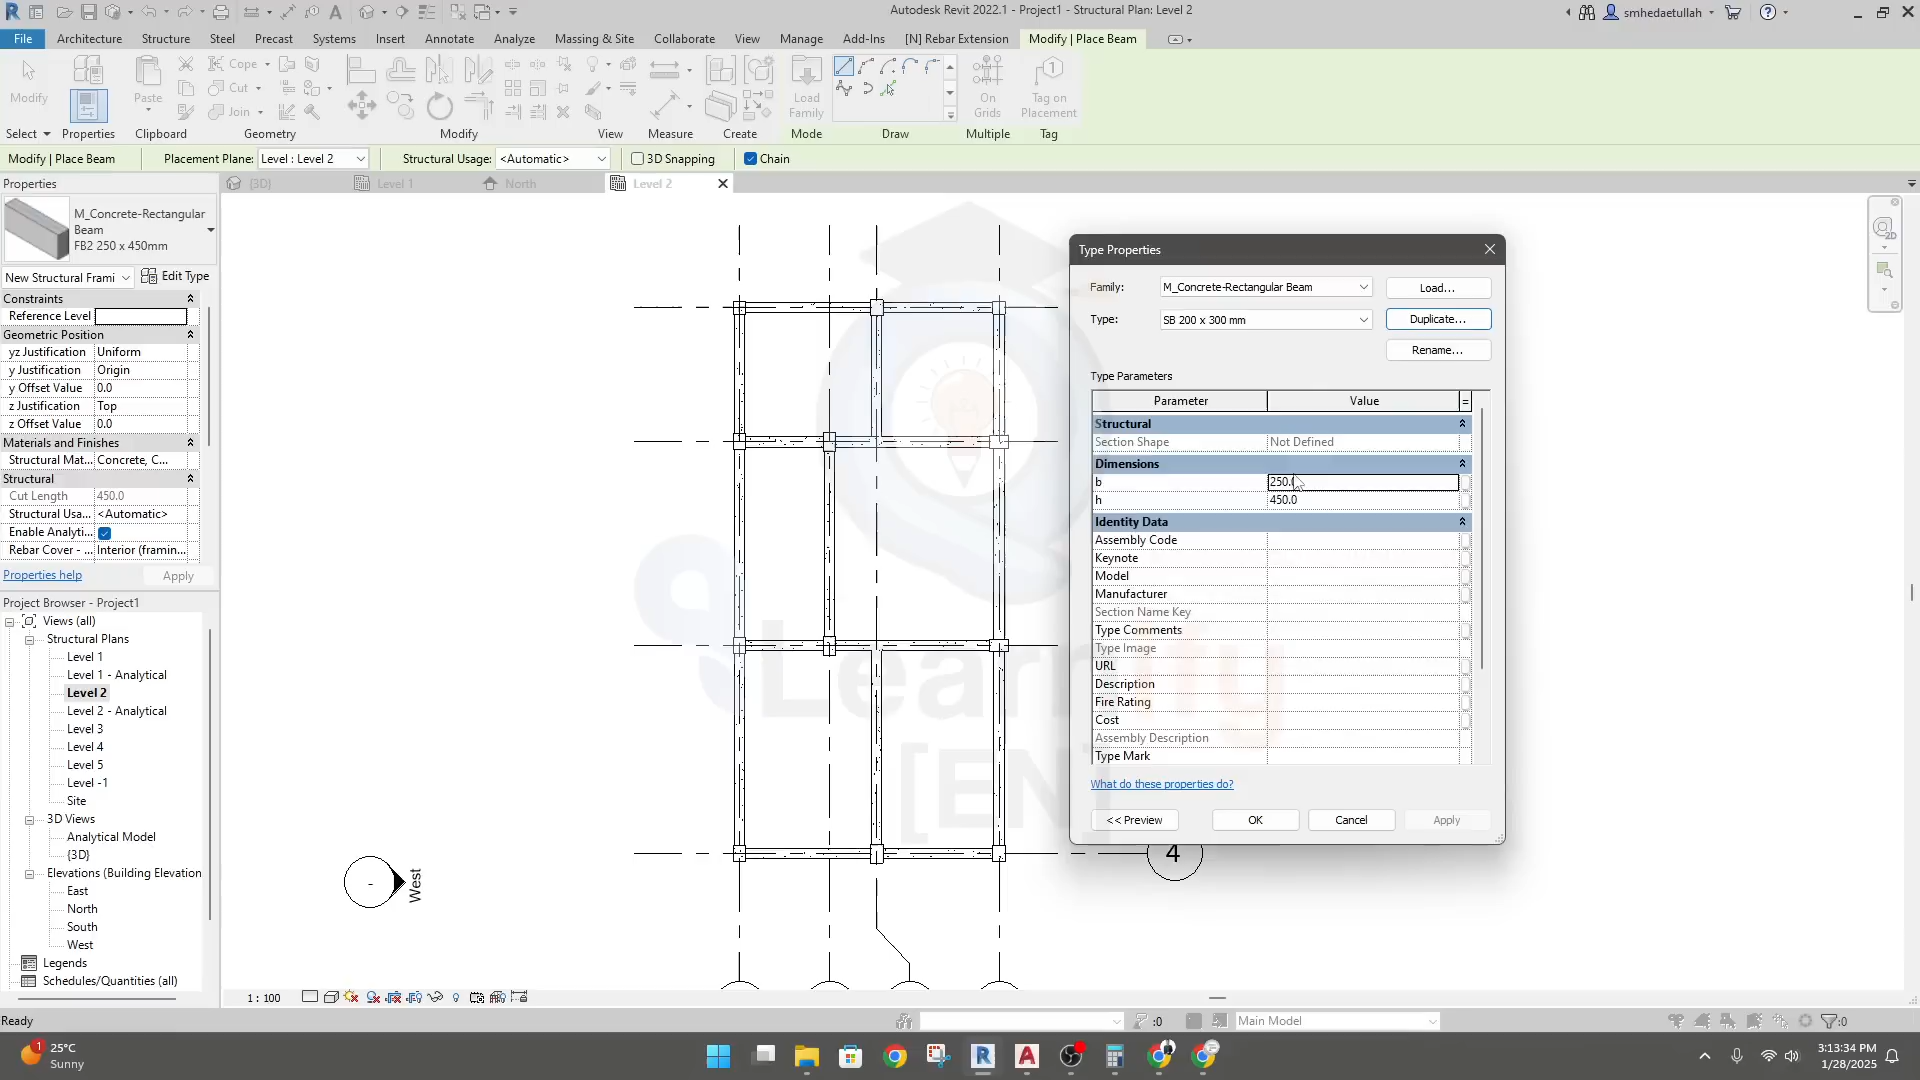 Autodesk Revit 2022.1 - Project1 - Structural Plan: Level 2
smhedaetullah
File Architecture Structure Steel Precast Systems Insert Annotate Analyze Massing & Site Collaborate View Manage Add-Ins [N] Rebar Extension Modify | Place Beam
Cope
Cut
Join
Modify
Paste
Load Family
On Grids
Tag on Placement
Select Properties Clipboard Geometry Modify View Measure Create Mode Draw Multiple Tag
Modify | Place Beam Placement Plane: Level : Level 2 Structural Usage: <Automatic> 3D Snapping Chain
Properties
{3D} Level 1 North Level 2
M_Concrete-Rectangular
Beam
FB2 250 x 450mm
New Structural Frami Edit Type
Constraints
Reference Level
Geometric Position
yz Justification Uniform
y Justification Origin
y Offset Value 0.0
z Justification Top
z Offset Value 0.0
Materials and Finishes
Structural Mat... Concrete, C...
Structural
Cut Length 450.0
Structural Usa... <Automatic>
Enable Analyti...
Rebar Cover - ... Interior (framin...
Properties help Apply
Project Browser - Project1
Views (all)
Structural Plans
Level 1
Level 1 - Analytical
Level 2
Level 2 - Analytical
Level 3
Level 4
Level 5
Level -1
Site
3D Views
Analytical Model
{3D}
Elevations (Building Elevation
East
North
South
West
Legends
Schedules/Quantities (all)
- West
4
Learnify
[EN]
Type Properties
Family: M_Concrete-Rectangular Beam Load...
Type: SB 200 x 300 mm Duplicate...
Rename...
Type Parameters
Parameter Value =
Structural
Section Shape Not Defined
Dimensions
b 250.0
h 450.0
Identity Data
Assembly Code
Keynote
Model
Manufacturer
Section Name Key
Type Comments
Type Image
URL
Description
Fire Rating
Cost
Assembly Description
Type Mark
What do these properties do?
<< Preview OK Cancel Apply
1 : 100
Ready :0 Main Model :0
25°C
Sunny
3:13:34 PM
1/28/2025